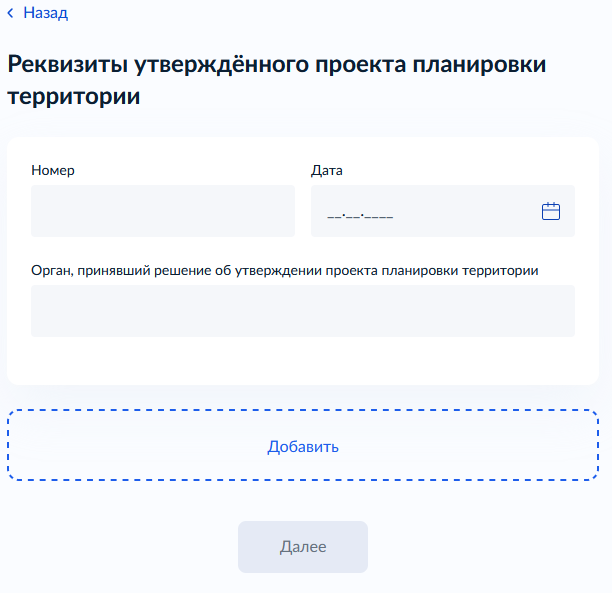 Назад
Реквизиты утверждённого проекта планировки
территории
Номер
Дата
__.__.____
Орган, принявший решение об утверждении проекта планировки территории
Добавить
Далее